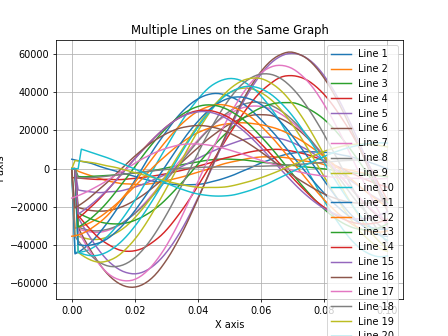 Multiple Lines on the Same Graph
60000
40000
20000
0
−20000
−40000
−60000
0.00
0.02
0.04
0.06
X axis
Line 1
Line 2
Line 3
Line 4
Line 5
Line 6
Line 7
Line 8
Line 9
Line 10
Line 11
Line 12
Line 13
Line 14
Line 15
Line 16
Line 17
Line 18
Line 19
Line 20